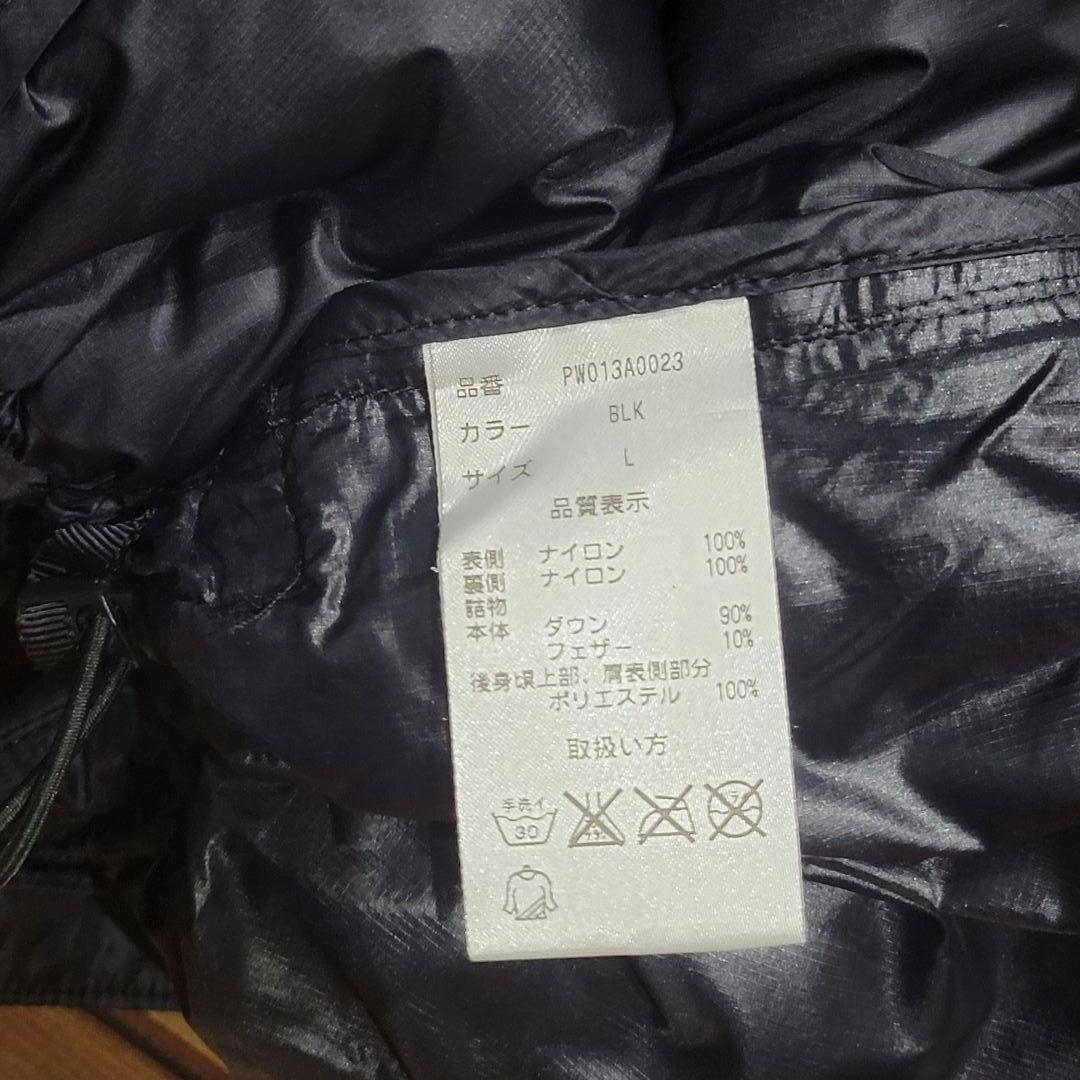 品番 PW013A0023
カラー BLK
サイズ L
品質表示
表側 ナイロン 100%
裏側 ナイロン 100%
詰物
本体 ダウン 90%
フェザー 10%
後身頃上部、肩表側部分
ポリエステル 100%
取扱い方
手洗イ
30